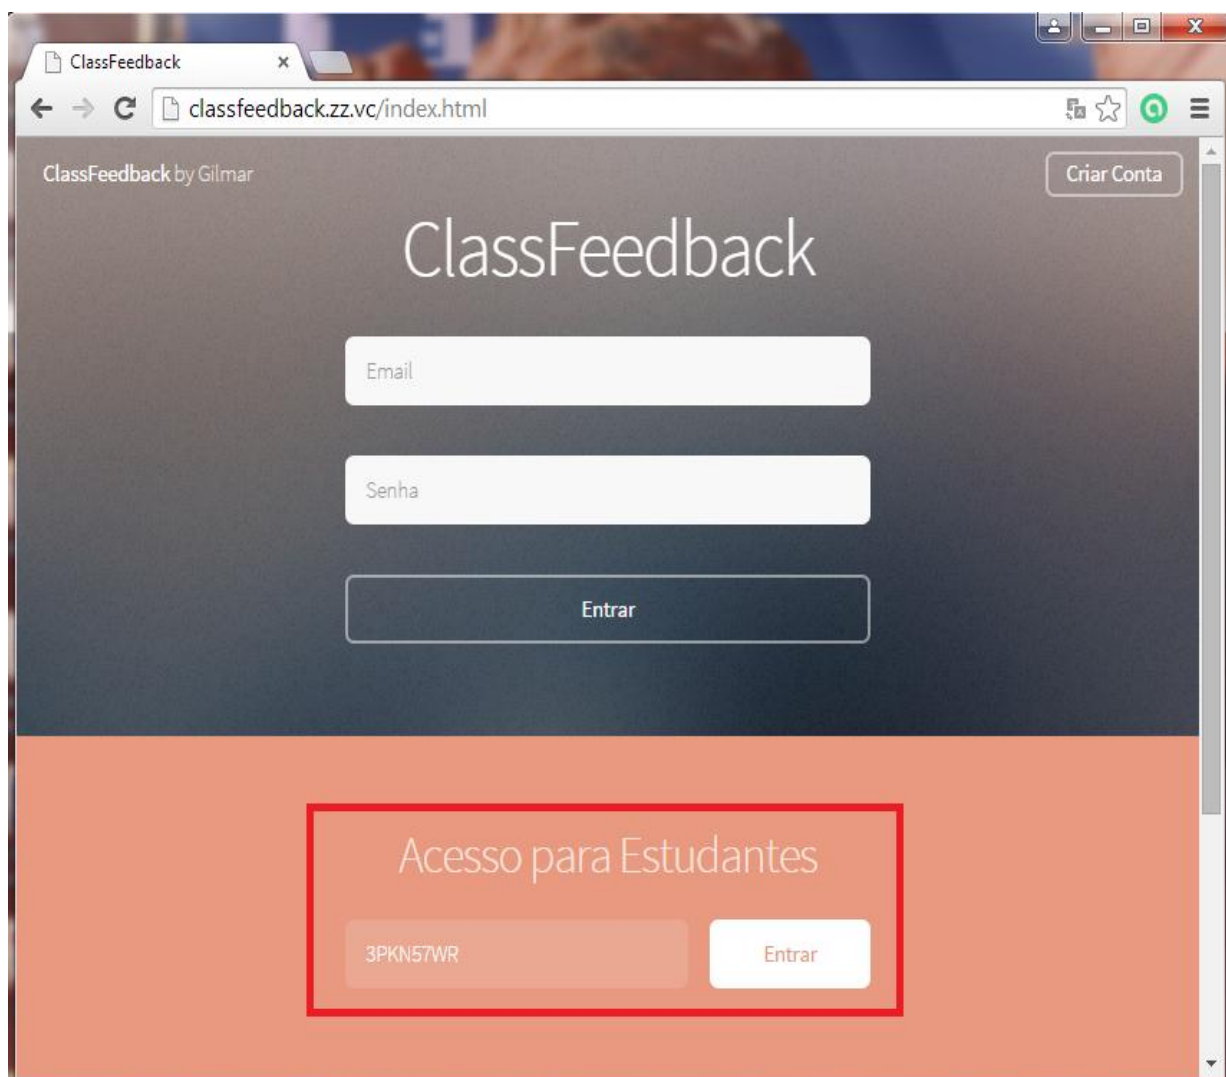 ClassFeedback
classfeedback.zz.vc/index.html
ClassFeedback by Gilmar
Criar Conta
ClassFeedback
Email
Senha
Entrar
Acesso para Estudantes
3PKN57WR
Entrar